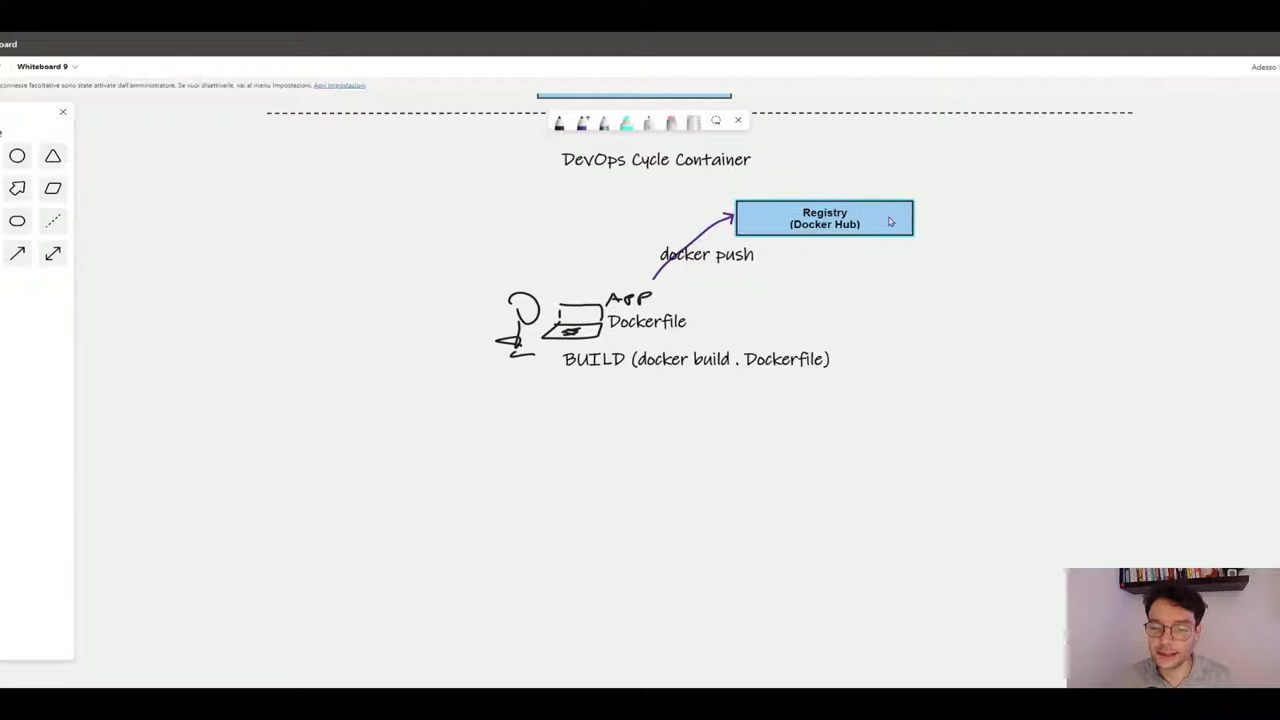 oard
Whiteboard 9
Adesso
connesse facoltative sono state attivate dall'amministratore. Se vuoi disattivarle, vai al menu Impostazioni. Apri Impostazioni
e
DevOps Cycle Container
Registry
(Docker Hub)
docker push
APP
Dockerfile
BUILD (docker build . Dockerfile)